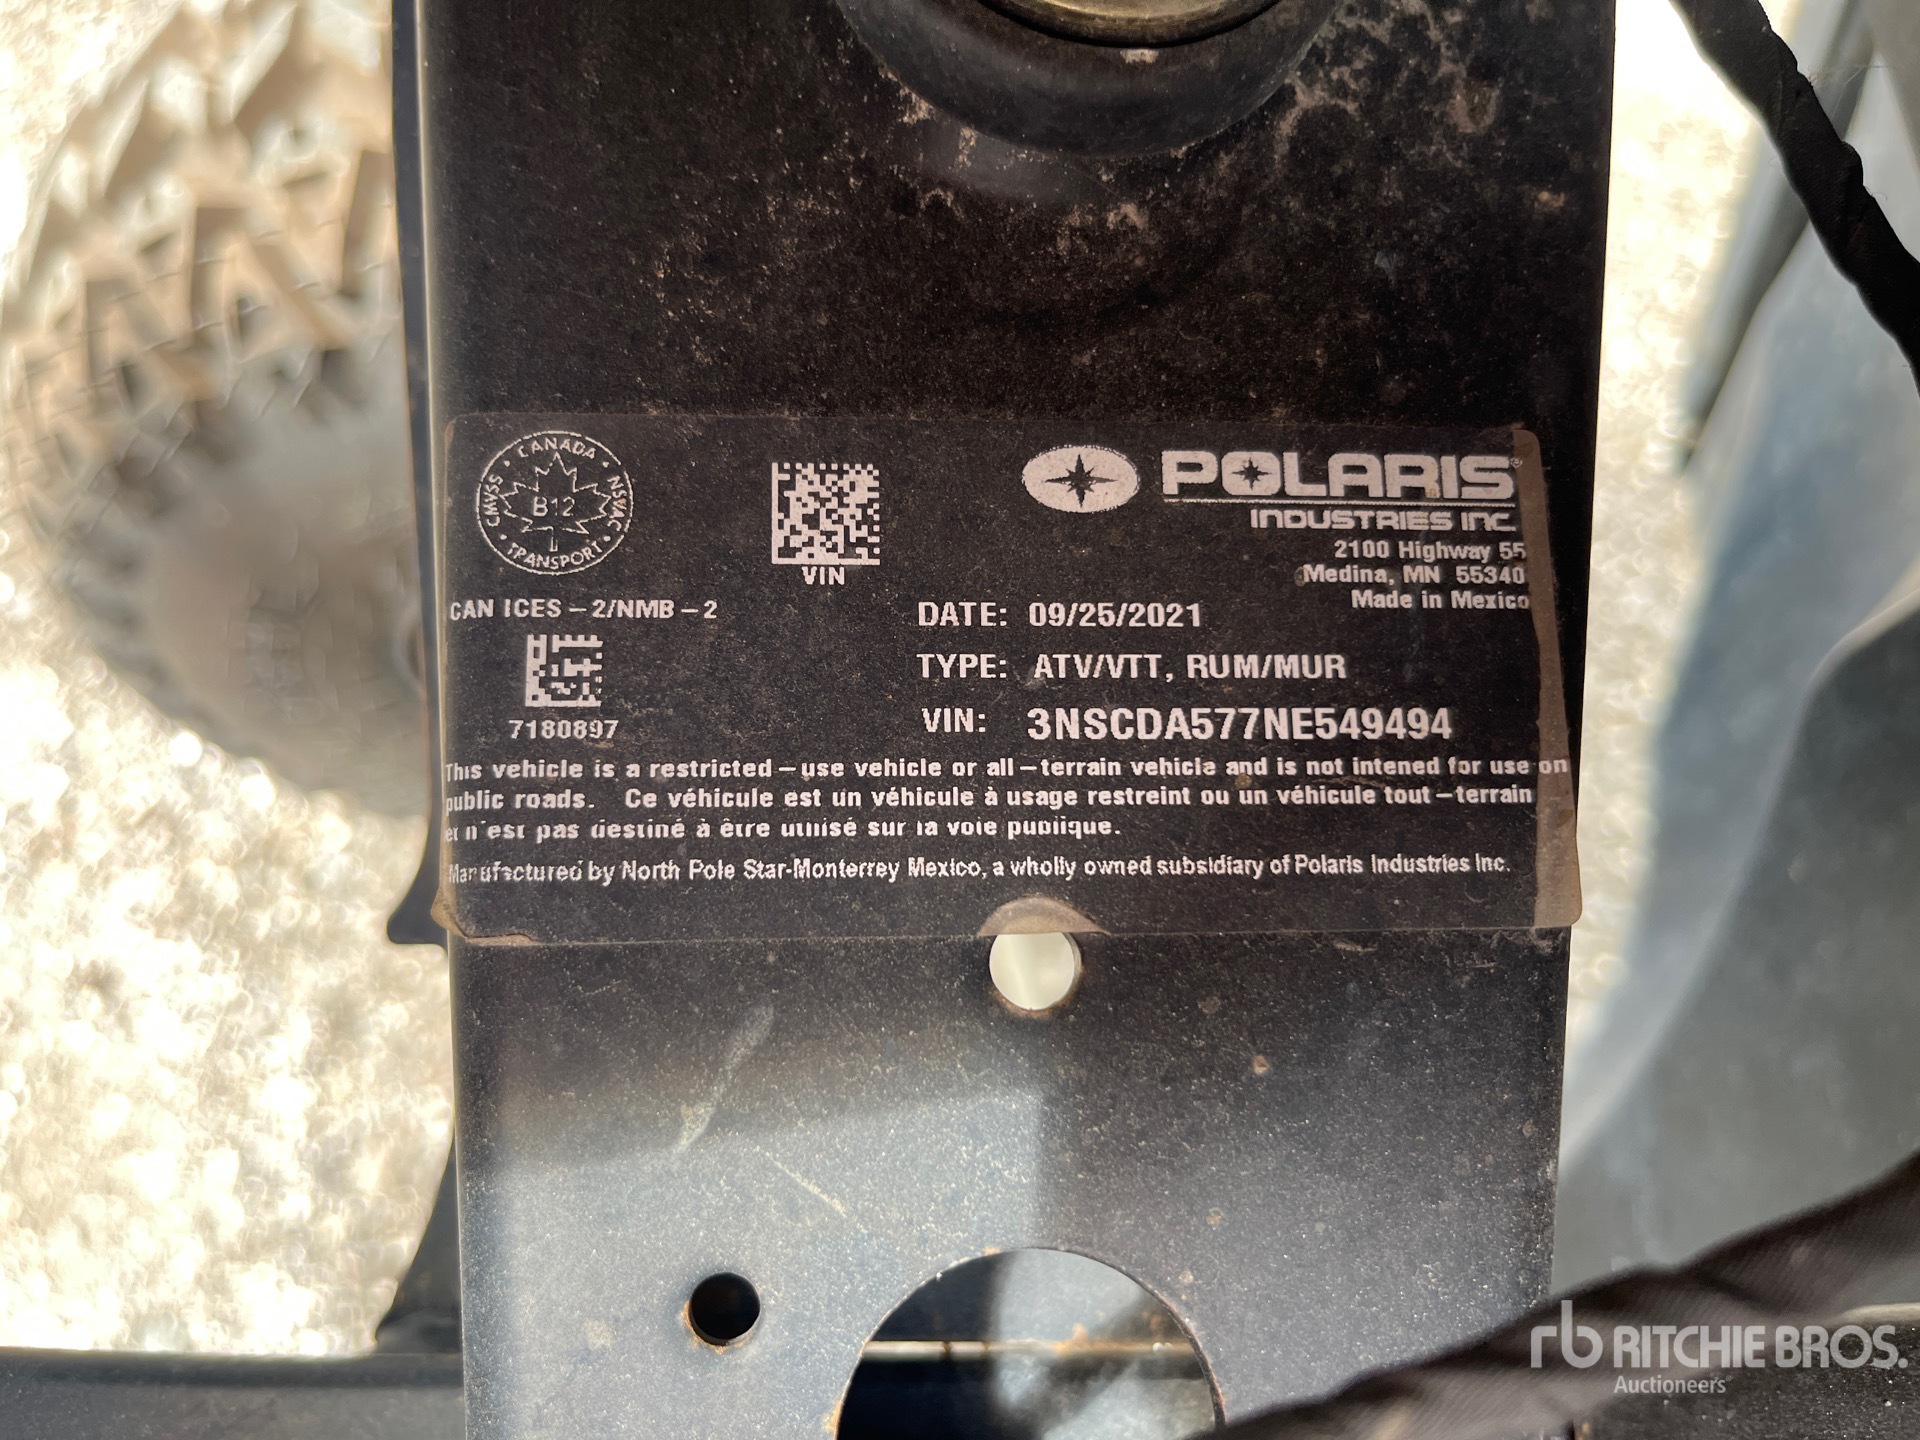 CANADA
CMVSS
NSVAC
TRANSPORT
B12
VIN
POLARIS
INDUSTRIES INC.
2100 Highway 55
Medina, MN 55340
Made in Mexico
CAN ICES-2/NMB-2
7180897
DATE: 09/25/2021
TYPE: ATV/VTT, RUM/MUR
VIN: 3NSCDA577NE549494
This vehicle is a restricted-use vehicle or all-terrain vehicle and is not intened for use on
public roads. Ce véhicule est un véhicule à usage restreint ou un véhicule tout-terrain
et n'est pas destiné à être utilisé sur la voie publique.
Manufactured by North Pole Star-Monterrey Mexico, a wholly owned subsidiary of Polaris Industries Inc.
rb RITCHIE BROS.
Auctioneers